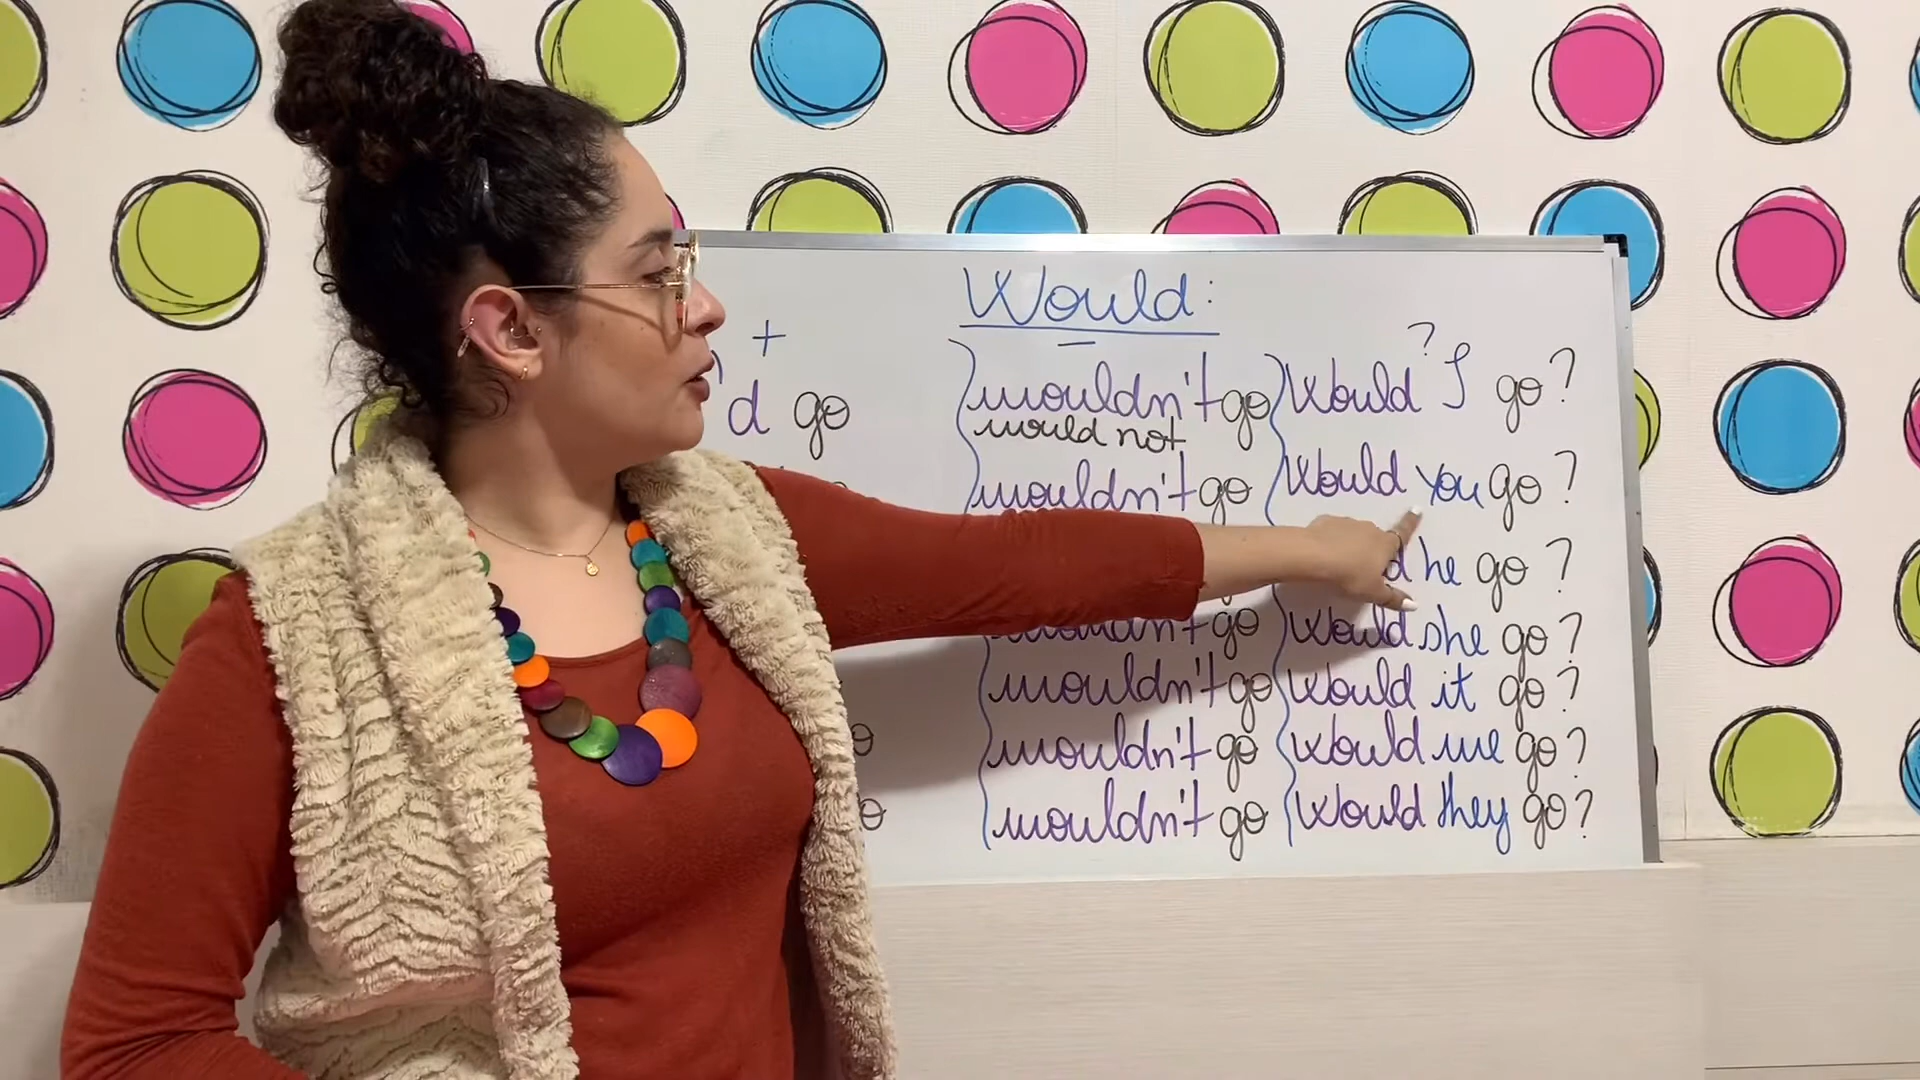 Would:
+ - ?
'd go wouldn't go Would I go?
would not
wouldn't go Would you go?
he go?
wouldn't go Would she go?
wouldn't go Would it go?
wouldn't go Would we go?
wouldn't go Would they go?